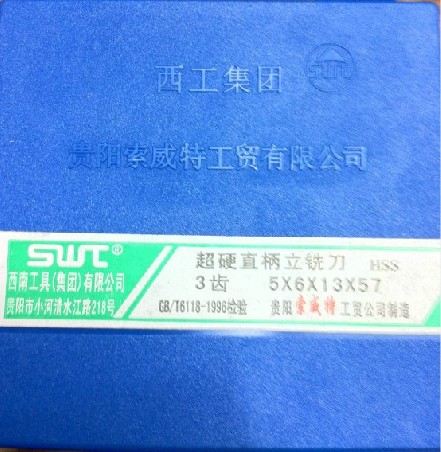 西工集团 SWT
贵阳索威特工贸有限公司
SWT®
西南工具(集团)有限公司
贵阳市小河清水江路218号
超硬直柄立铣刀 HSS
3齿 5X6X13X57
GB/T6118-1996检验 贵阳索威特工贸公司制造